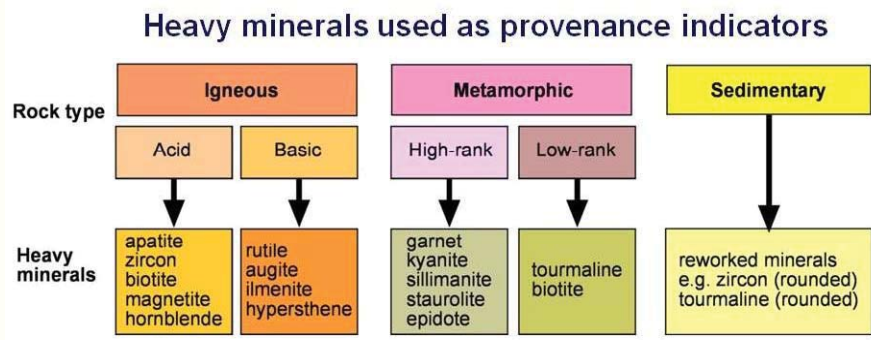 Heavy minerals used as provenance indicators
Rock type
Igneous
Metamorphic
Sedimentary
Acid
Basic
High-rank
Low-rank
Heavy
minerals
apatite
zircon
biotite
magnetite
hornblende
rutile
augite
ilmenite
hypersthene
garnet
kyanite
sillimanite
staurolite
epidote
tourmaline
biotite
reworked minerals
e.g. zircon (rounded)
tourmaline (rounded)